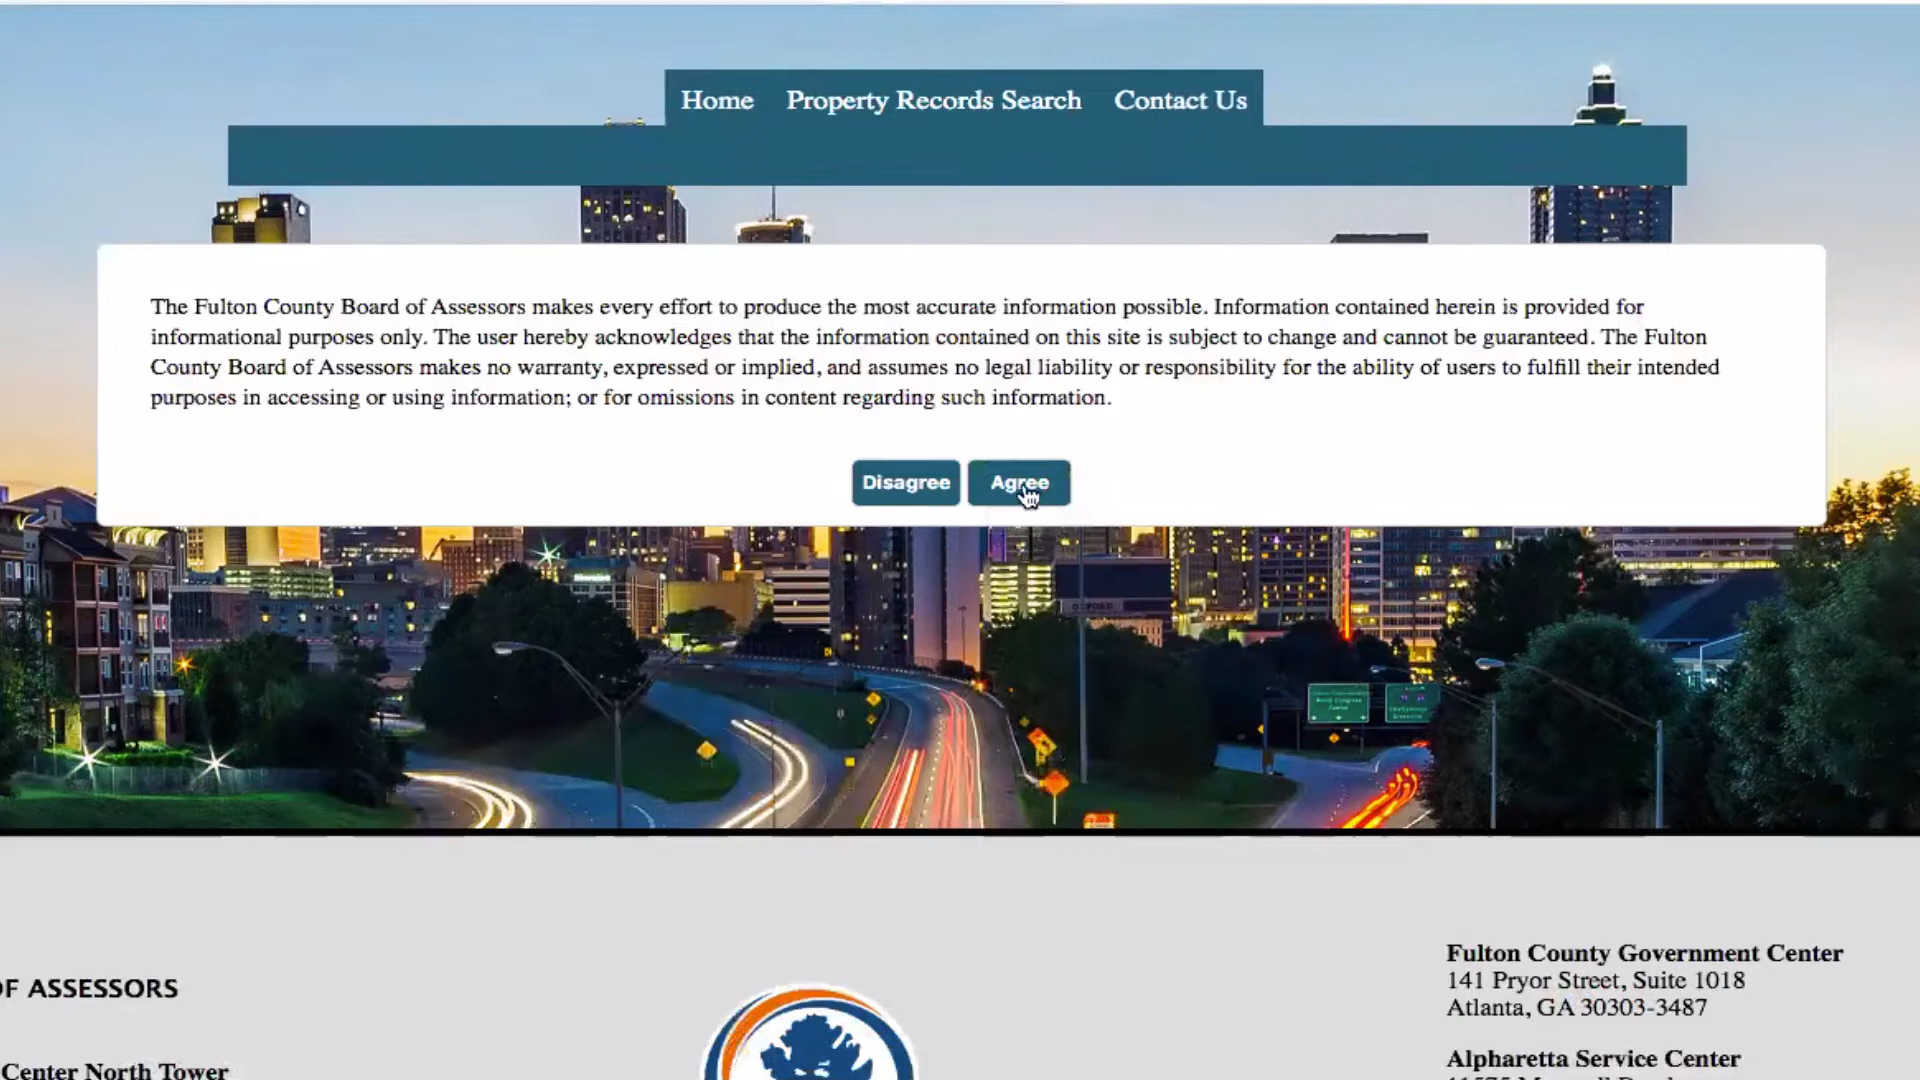 Home Property Records Search Contact Us
The Fulton County Board of Assessors makes every effort to produce the most accurate information possible. Information contained herein is provided for
informational purposes only. The user hereby acknowledges that the information contained on this site is subject to change and cannot be guaranteed. The Fulton
County Board of Assessors makes no warranty, expressed or implied, and assumes no legal liability or responsibility for the ability of users to fulfill their intended
purposes in accessing or using information; or for omissions in content regarding such information.
Disagree Agree
OF ASSESSORS
Center North Tower
Fulton County Government Center
141 Pryor Street, Suite 1018
Atlanta, GA 30303-3487
Alpharetta Service Center